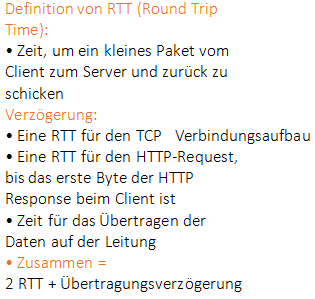 Definition von RTT (Round Trip
Time):
• Zeit, um ein kleines Paket vom
Client zum Server und zurück zu
schicken
Verzögerung:
• Eine RTT für den TCP Verbindungsaufbau
• Eine RTT für den HTTP-Request,
bis das erste Byte der HTTP
Response beim Client ist
• Zeit für das Übertragen der
Daten auf der Leitung
• Zusammen =
2 RTT + Übertragungsverzögerung